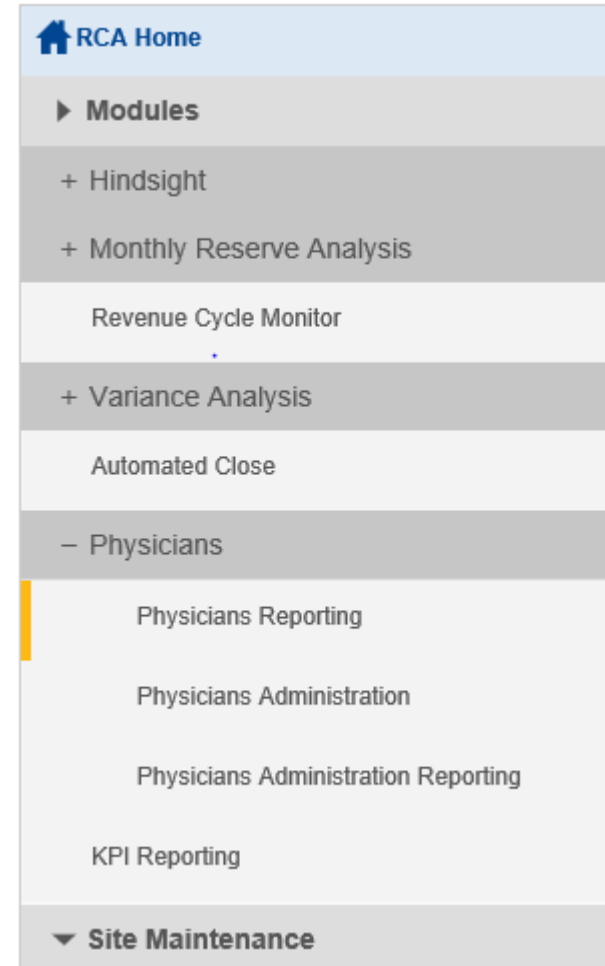 RCA Home
Modules
+ Hindsight
+ Monthly Reserve Analysis
Revenue Cycle Monitor
+ Variance Analysis
Automated Close
– Physicians
Physicians Reporting
Physicians Administration
Physicians Administration Reporting
KPI Reporting
Site Maintenance